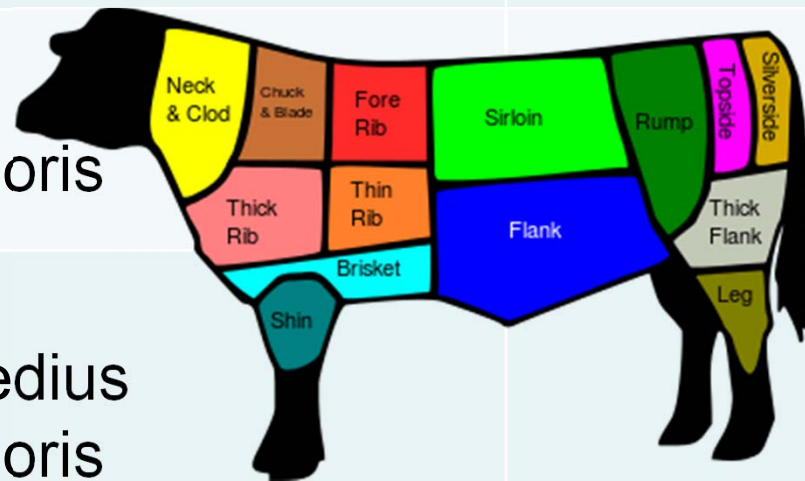 Neck
& Clod
Chuck
& Blade
Fore
Rib
Sirloin
Rump
Topside
Silverside
oris
Thick
Rib
Thin
Rib
Flank
Thick
Flank
Brisket
Leg
Shin
edius
oris